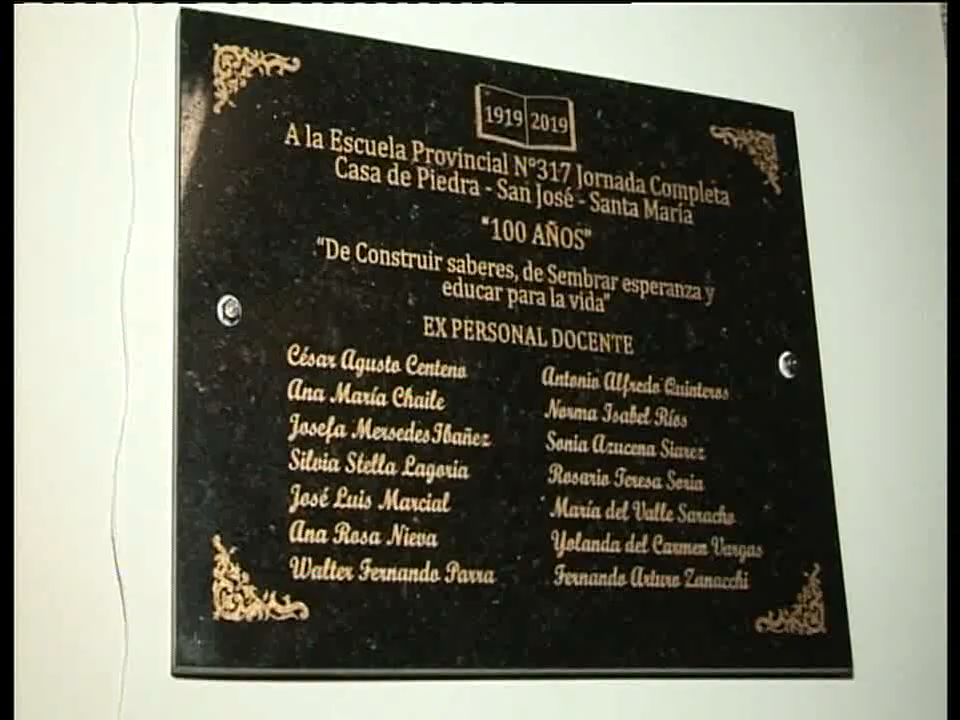 1919 2019
A la Escuela Provincial N°317 Jornada Completa
Casa de Piedra - San José - Santa María
"100 AÑOS"
"De Construir saberes, de Sembrar esperanza y
educar para la vida"
EX PERSONAL DOCENTE
César Agusto Centeno
Ana María Chaile
Josefa Mersedes Ibañez
Silvia Stella Lagoria
José Luis Marcial
Ana Rosa Nieva
Walter Fernando Parra
Antonio Alfredo Quinteros
Norma Isabel Ríos
Sonia Azucena Siarez
Rosario Teresa Soria
María del Valle Saracho
Yolanda del Carmen Vargas
Fernando Arturo Zanacchi